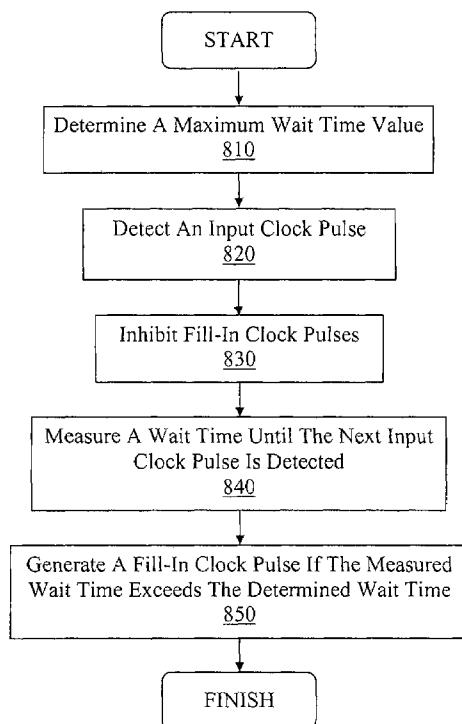 START
Determine A Maximum Wait Time Value
810
Detect An Input Clock Pulse
820
Inhibit Fill-In Clock Pulses
830
Measure A Wait Time Until The Next Input
Clock Pulse Is Detected
840
Generate A Fill-In Clock Pulse If The Measured
Wait Time Exceeds The Determined Wait Time
850
FINISH